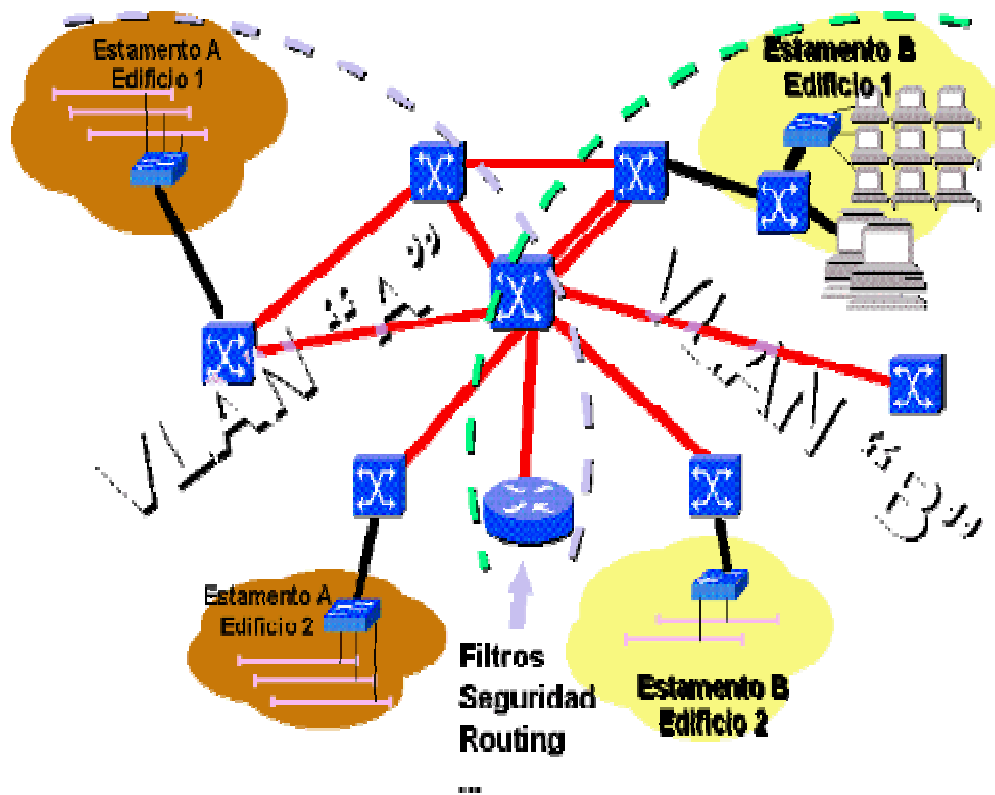 Estamento A
Edificio 1
Estamento B
Edificio 1
VLAN "A"
VLAN "B"
Estamento A
Edificio 2
Filtros
Seguridad
Routing
...
Estamento B
Edificio 2